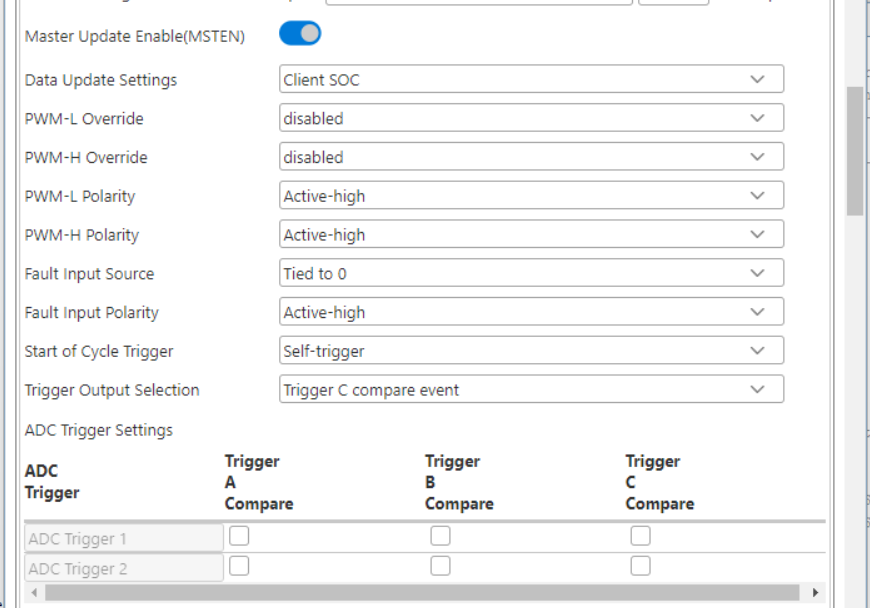 Master Update Enable(MSTEN)
Data Update Settings Client SOC
PWM-L Override disabled
PWM-H Override disabled
PWM-L Polarity Active-high
PWM-H Polarity Active-high
Fault Input Source Tied to 0
Fault Input Polarity Active-high
Start of Cycle Trigger Self-trigger
Trigger Output Selection Trigger C compare event
ADC Trigger Settings
ADC Trigger
Trigger A Compare
Trigger B Compare
Trigger C Compare
ADC Trigger 1
ADC Trigger 2